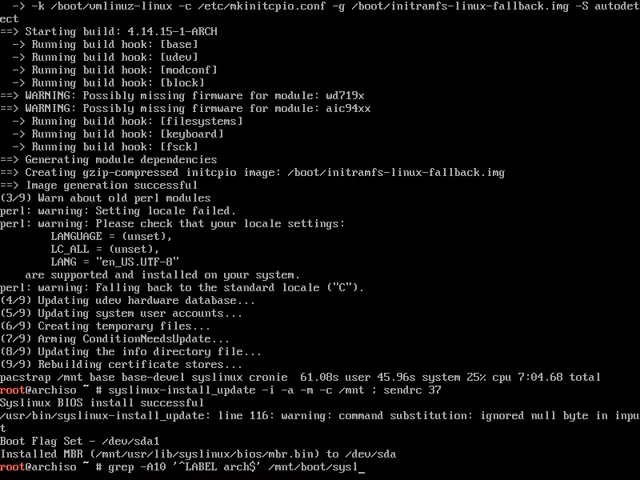 -> -k /boot/vmlinuz-linux -c /etc/mkinitcpio.conf -g /boot/initramfs-linux-fallback.img -S autodet
ect
==> Starting build: 4.14.15-1-ARCH
  -> Running build hook: [base]
  -> Running build hook: [udev]
  -> Running build hook: [modconf]
  -> Running build hook: [block]
==> WARNING: Possibly missing firmware for module: wd719x
==> WARNING: Possibly missing firmware for module: aic94xx
  -> Running build hook: [filesystems]
  -> Running build hook: [keyboard]
  -> Running build hook: [fsck]
==> Generating module dependencies
==> Creating gzip-compressed initcpio image: /boot/initramfs-linux-fallback.img
==> Image generation successful
(3/9) Warn about old perl modules
perl: warning: Setting locale failed.
perl: warning: Please check that your locale settings:
        LANGUAGE = (unset),
        LC_ALL = (unset),
        LANG = "en_US.UTF-8"
    are supported and installed on your system.
perl: warning: Falling back to the standard locale ("C").
(4/9) Updating udev hardware database...
(5/9) Updating system user accounts...
(6/9) Creating temporary files...
(7/9) Arming ConditionNeedsUpdate...
(8/9) Updating the info directory file...
(9/9) Rebuilding certificate stores...
pacstrap /mnt base base-devel syslinux cronie  61.08s user 45.96s system 25% cpu 7:04.68 total
root@archiso ~ # syslinux-install_update -i -a -m -c /mnt ; sendrc 37
Syslinux BIOS install successful
/usr/bin/syslinux-install_update: line 116: warning: command substitution: ignored null byte in inpu
t
Boot Flag Set - /dev/sda1
Installed MBR (/mnt/usr/lib/syslinux/bios/mbr.bin) to /dev/sda
root@archiso ~ # grep -A10 '^LABEL arch$' /mnt/boot/sysl